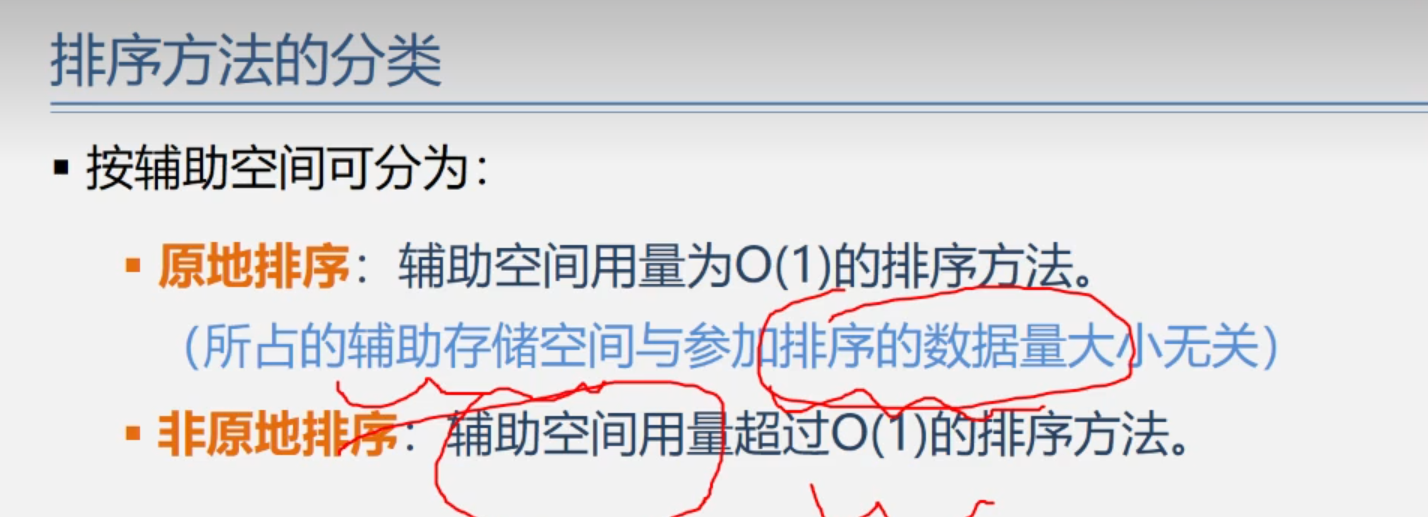 排序方法的分类
▪ 按辅助空间可分为：
▪ 原地排序：辅助空间用量为O(1)的排序方法。
（所占的辅助存储空间与参加排序的数据量大小无关）
▪ 非原地排序：辅助空间用量超过O(1)的排序方法。